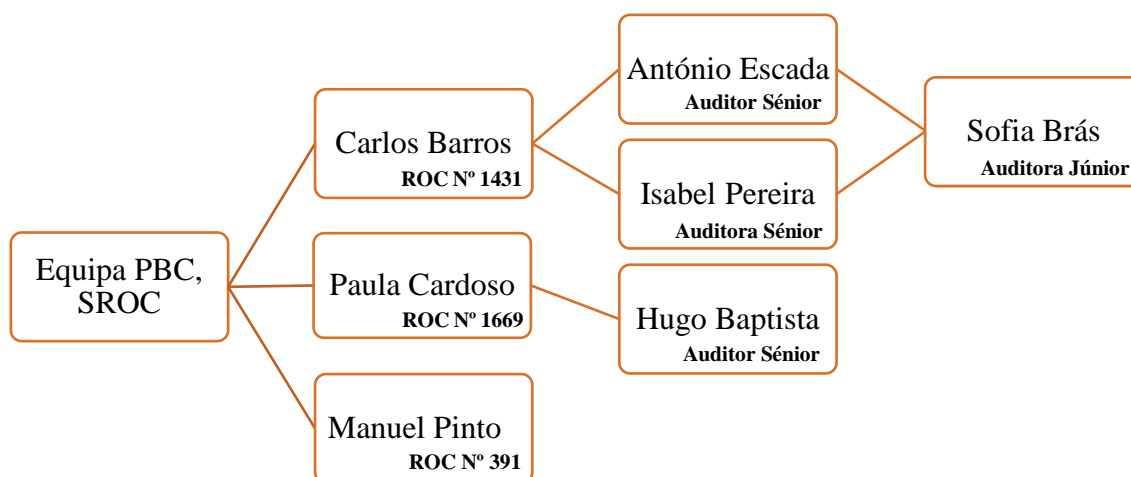 Equipa PBC,
SROC
Carlos Barros
ROC Nº 1431
Paula Cardoso
ROC Nº 1669
Manuel Pinto
ROC Nº 391
António Escada
Auditor Sénior
Isabel Pereira
Auditora Sénior
Hugo Baptista
Auditor Sénior
Sofia Brás
Auditora Júnior